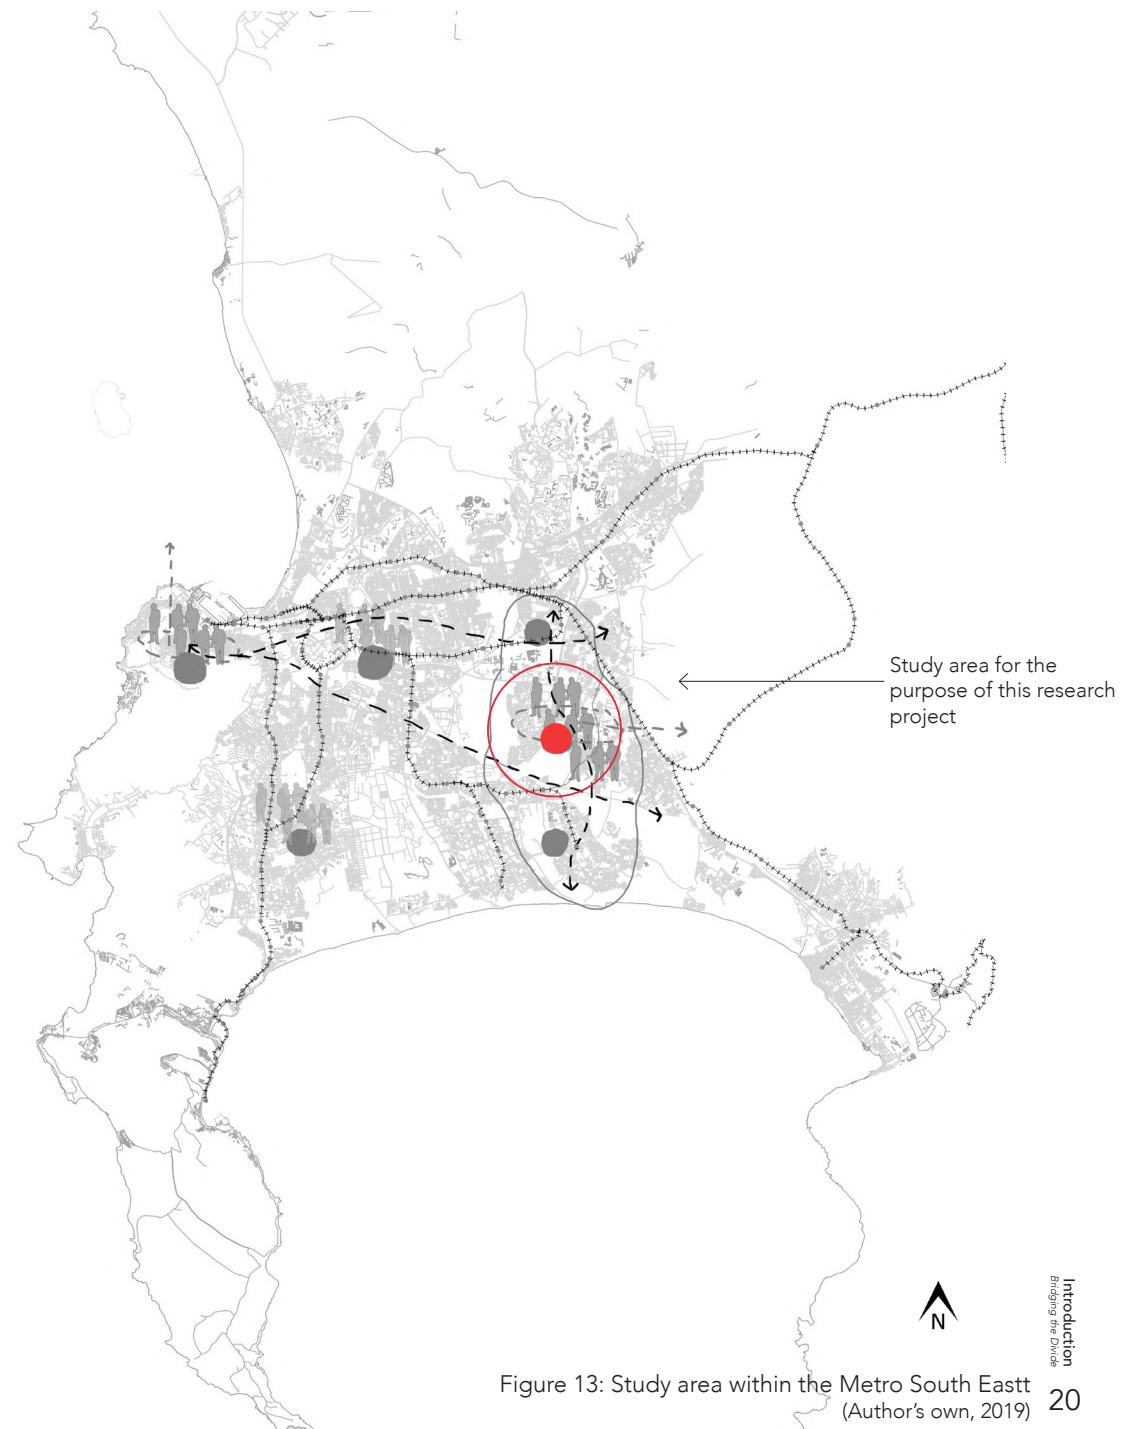 Study area for the
purpose of this research
project
N
Introduction
Bridging the Divide
Figure 13: Study area within the Metro South Eastt
(Author's own, 2019)
20